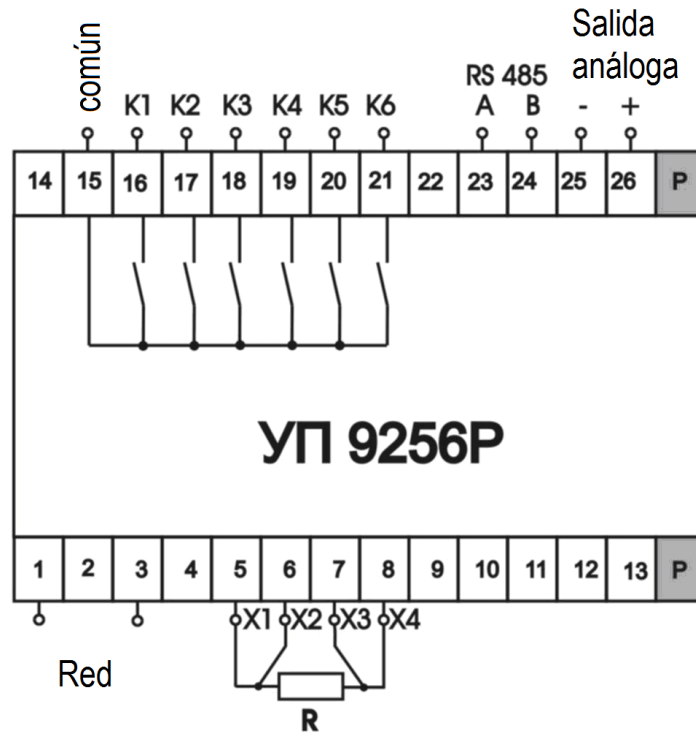 Salida
análoga
común
RS 485
K1 K2 K3 K4 K5 K6 A B - +
14 15 16 17 18 19 20 21 22 23 24 25 26 P
УП 9256Р
1 2 3 4 5 6 7 8 9 10 11 12 13 P
X1 X2 X3 X4
Red
R